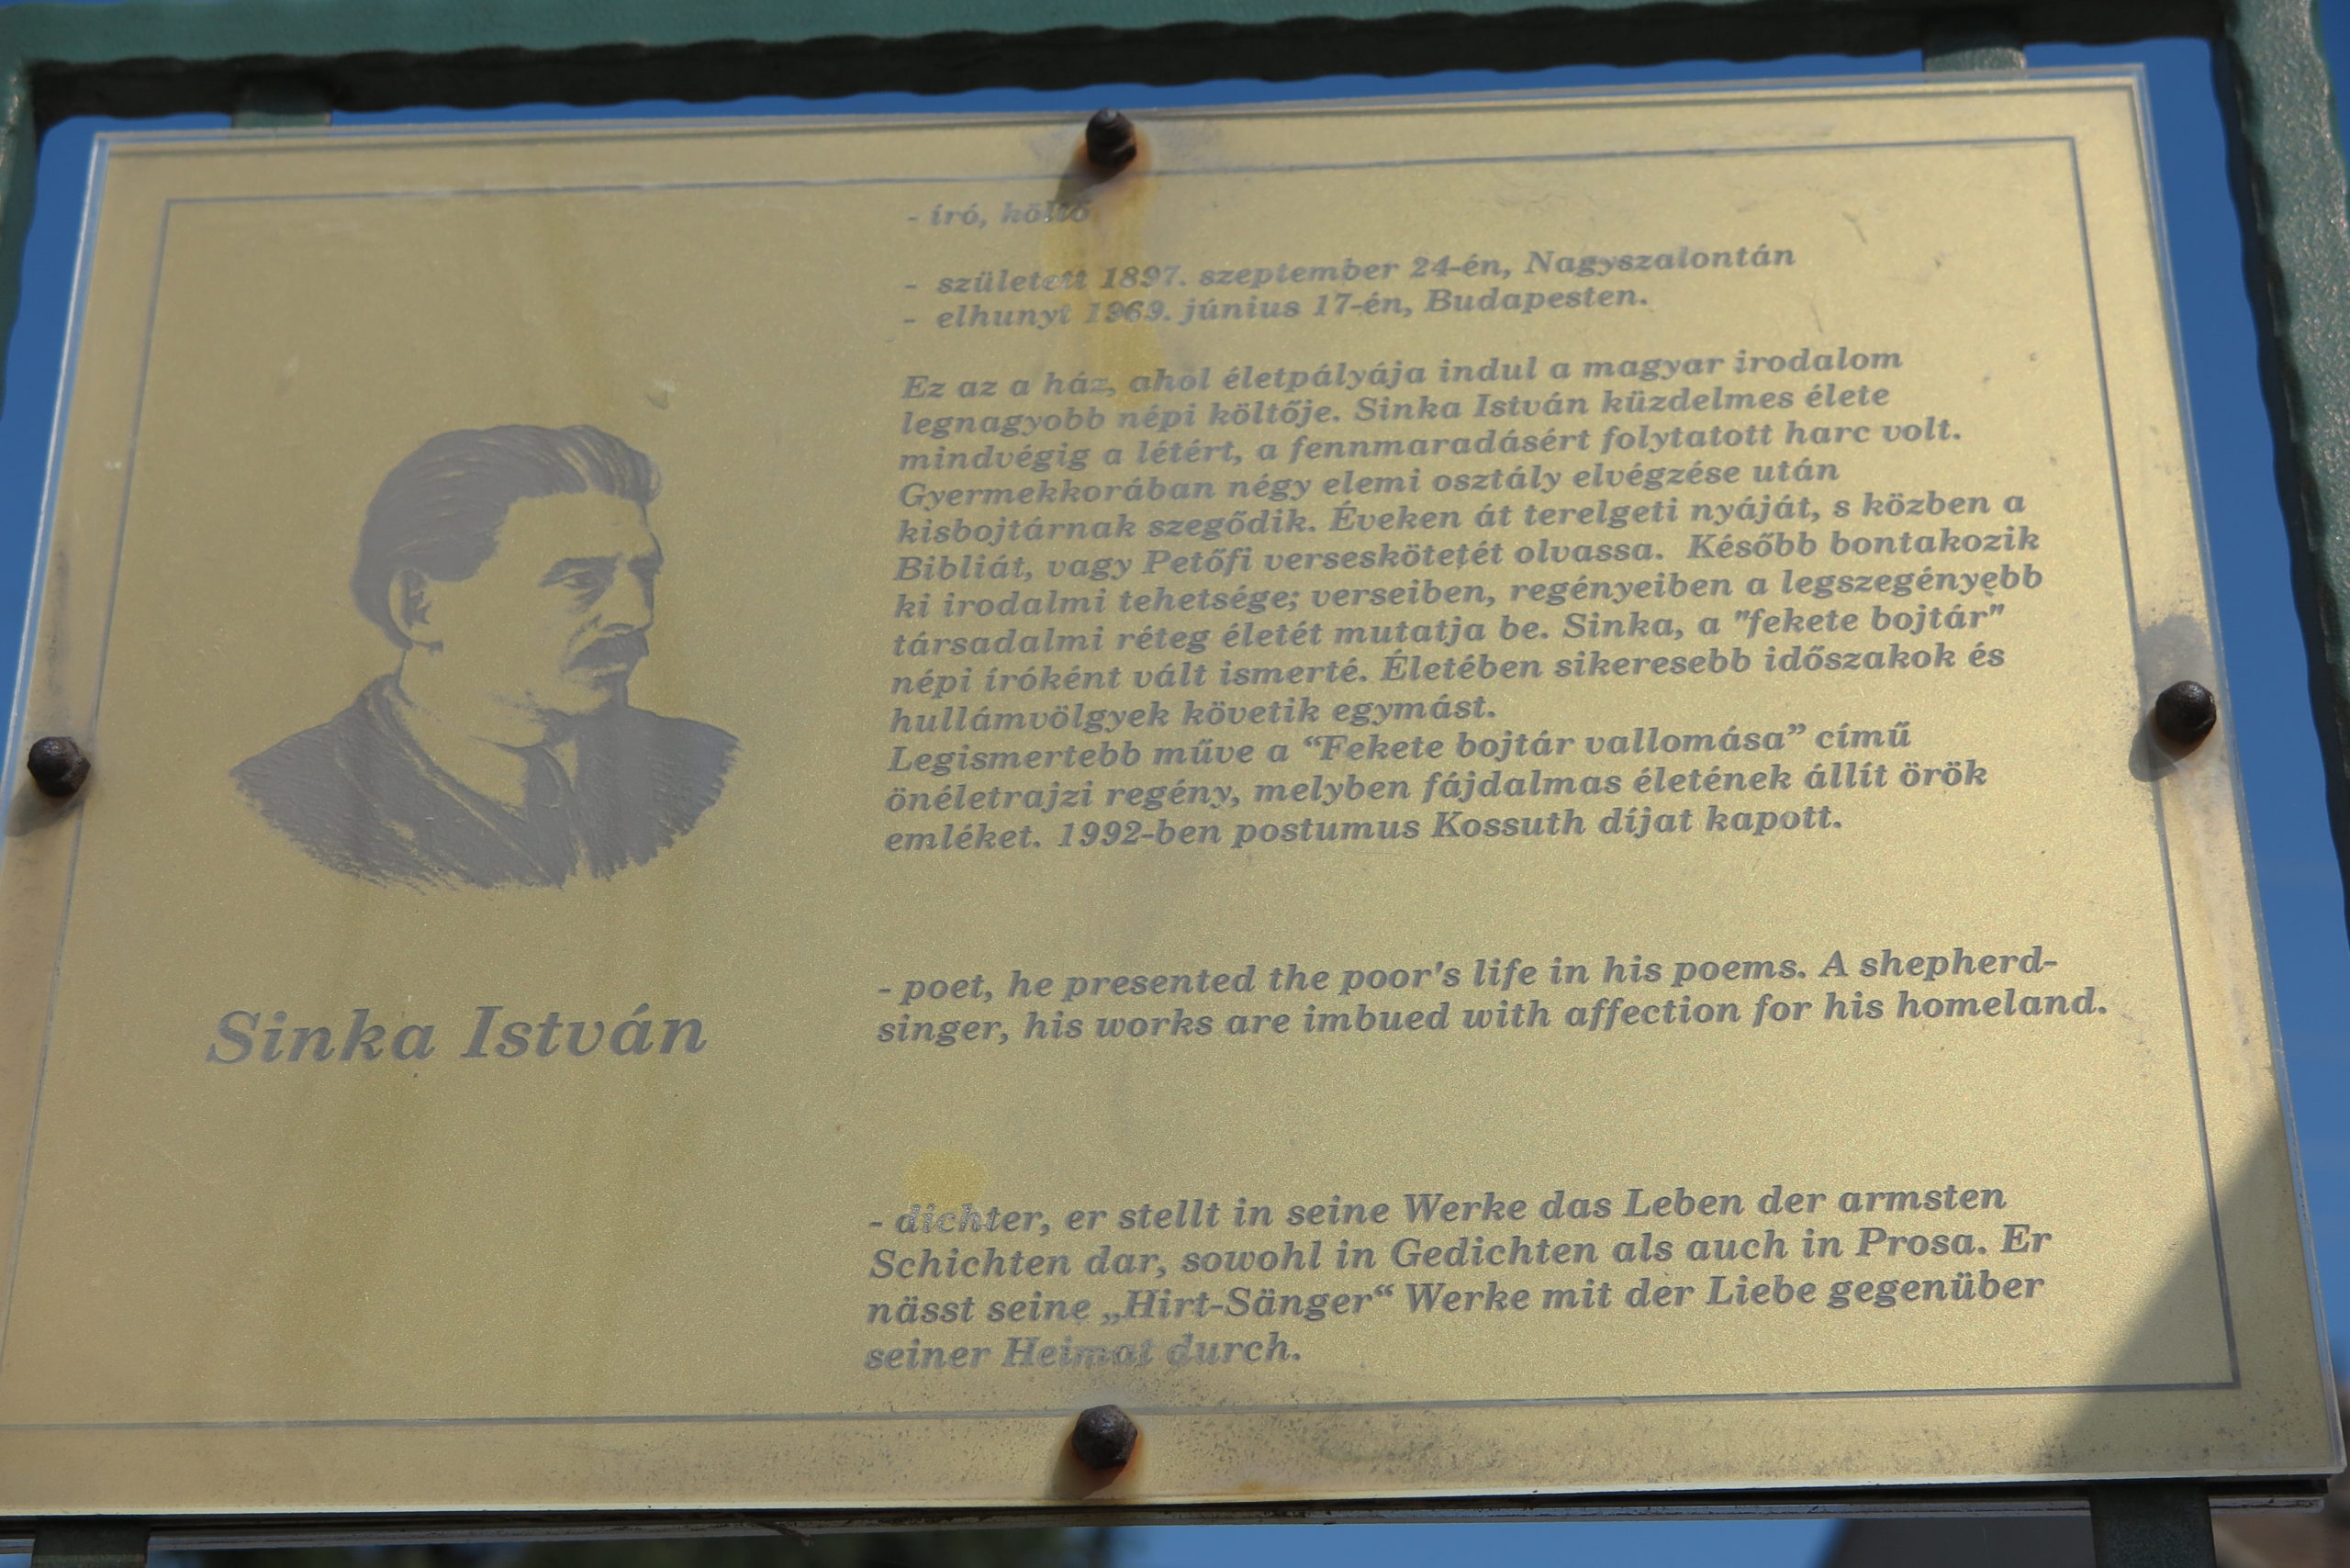 - író, költő
- született 1897. szeptember 24-én, Nagyszalontán
- elhunyt 1969. június 17-én, Budapesten.
Ez az a ház, ahol életpályája indul a magyar irodalom
legnagyobb népi költője. Sinka István küzdelmes élete
mindvégig a létért, a fennmaradásért folytatott harc volt.
Gyermekkorában négy elemi osztály elvégzése után
kisbojtárnak szegődik. Éveken át terelgeti nyáját, s közben a
Bibliát, vagy Petőfi verseskötetét olvassa. Később bontakozik
ki irodalmi tehetsége; verseiben, regényeiben a legszegényebb
társadalmi réteg életét mutatja be. Sinka, a "fekete bojtár"
népi íróként vált ismerté. Életében sikeresebb időszakok és
hullámvölgyek követik egymást.
Legismertebb műve a “Fekete bojtár vallomása” című
önéletrajzi regény, melyben fájdalmas életének állít örök
emléket. 1992-ben postumus Kossuth díjat kapott.
Sinka István
- poet, he presented the poor's life in his poems. A shepherd-
singer, his works are imbued with affection for his homeland.
- dichter, er stellt in seine Werke das Leben der armsten
Schichten dar, sowohl in Gedichten als auch in Prosa. Er
nässt seine „Hirt-Sänger“ Werke mit der Liebe gegenüber
seiner Heimat durch.